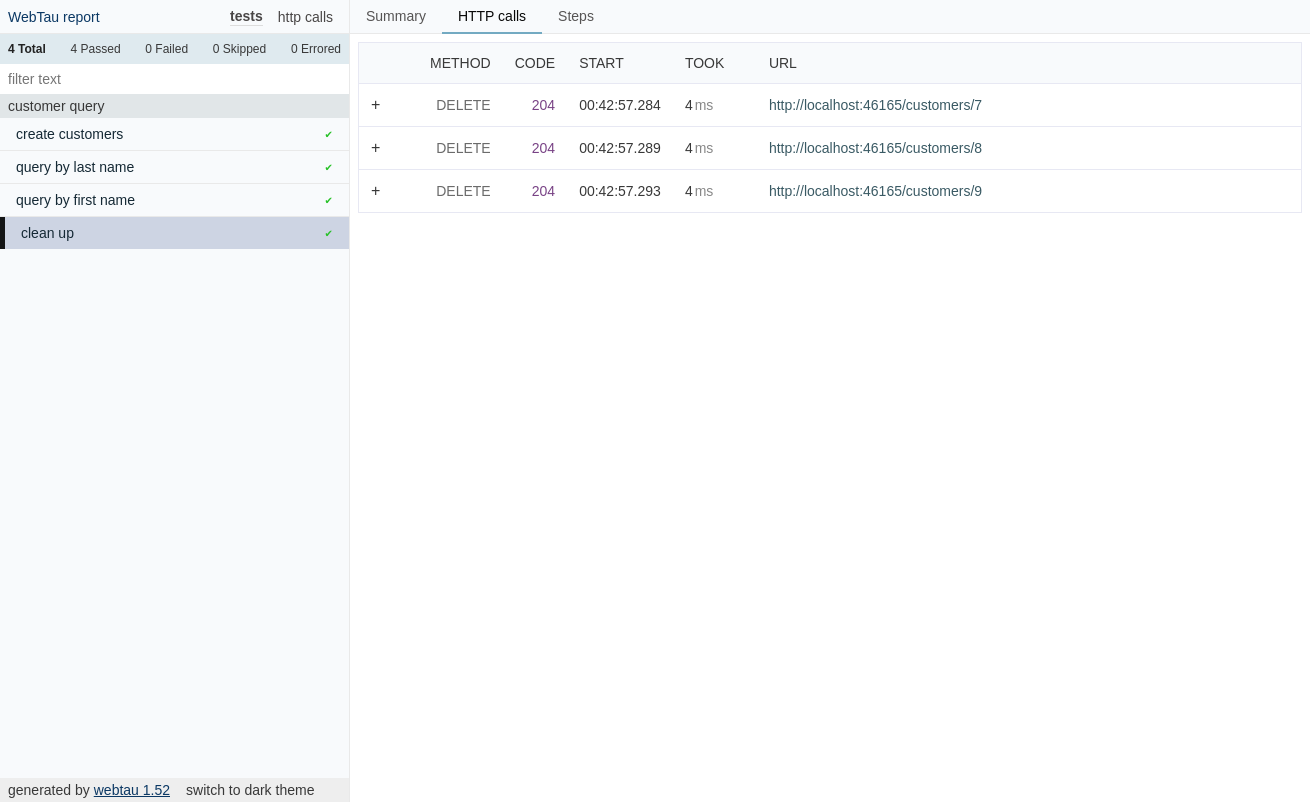 WebTau report tests http calls
4 Total 4 Passed 0 Failed 0 Skipped 0 Errored
filter text
customer query
create customers ✔
query by last name ✔
query by first name ✔
clean up ✔
generated by webtau 1.52 switch to dark theme
Summary HTTP calls Steps
METHOD CODE START TOOK URL
+ DELETE 204 00:42:57.284 4 ms http://localhost:46165/customers/7
+ DELETE 204 00:42:57.289 4 ms http://localhost:46165/customers/8
+ DELETE 204 00:42:57.293 4 ms http://localhost:46165/customers/9